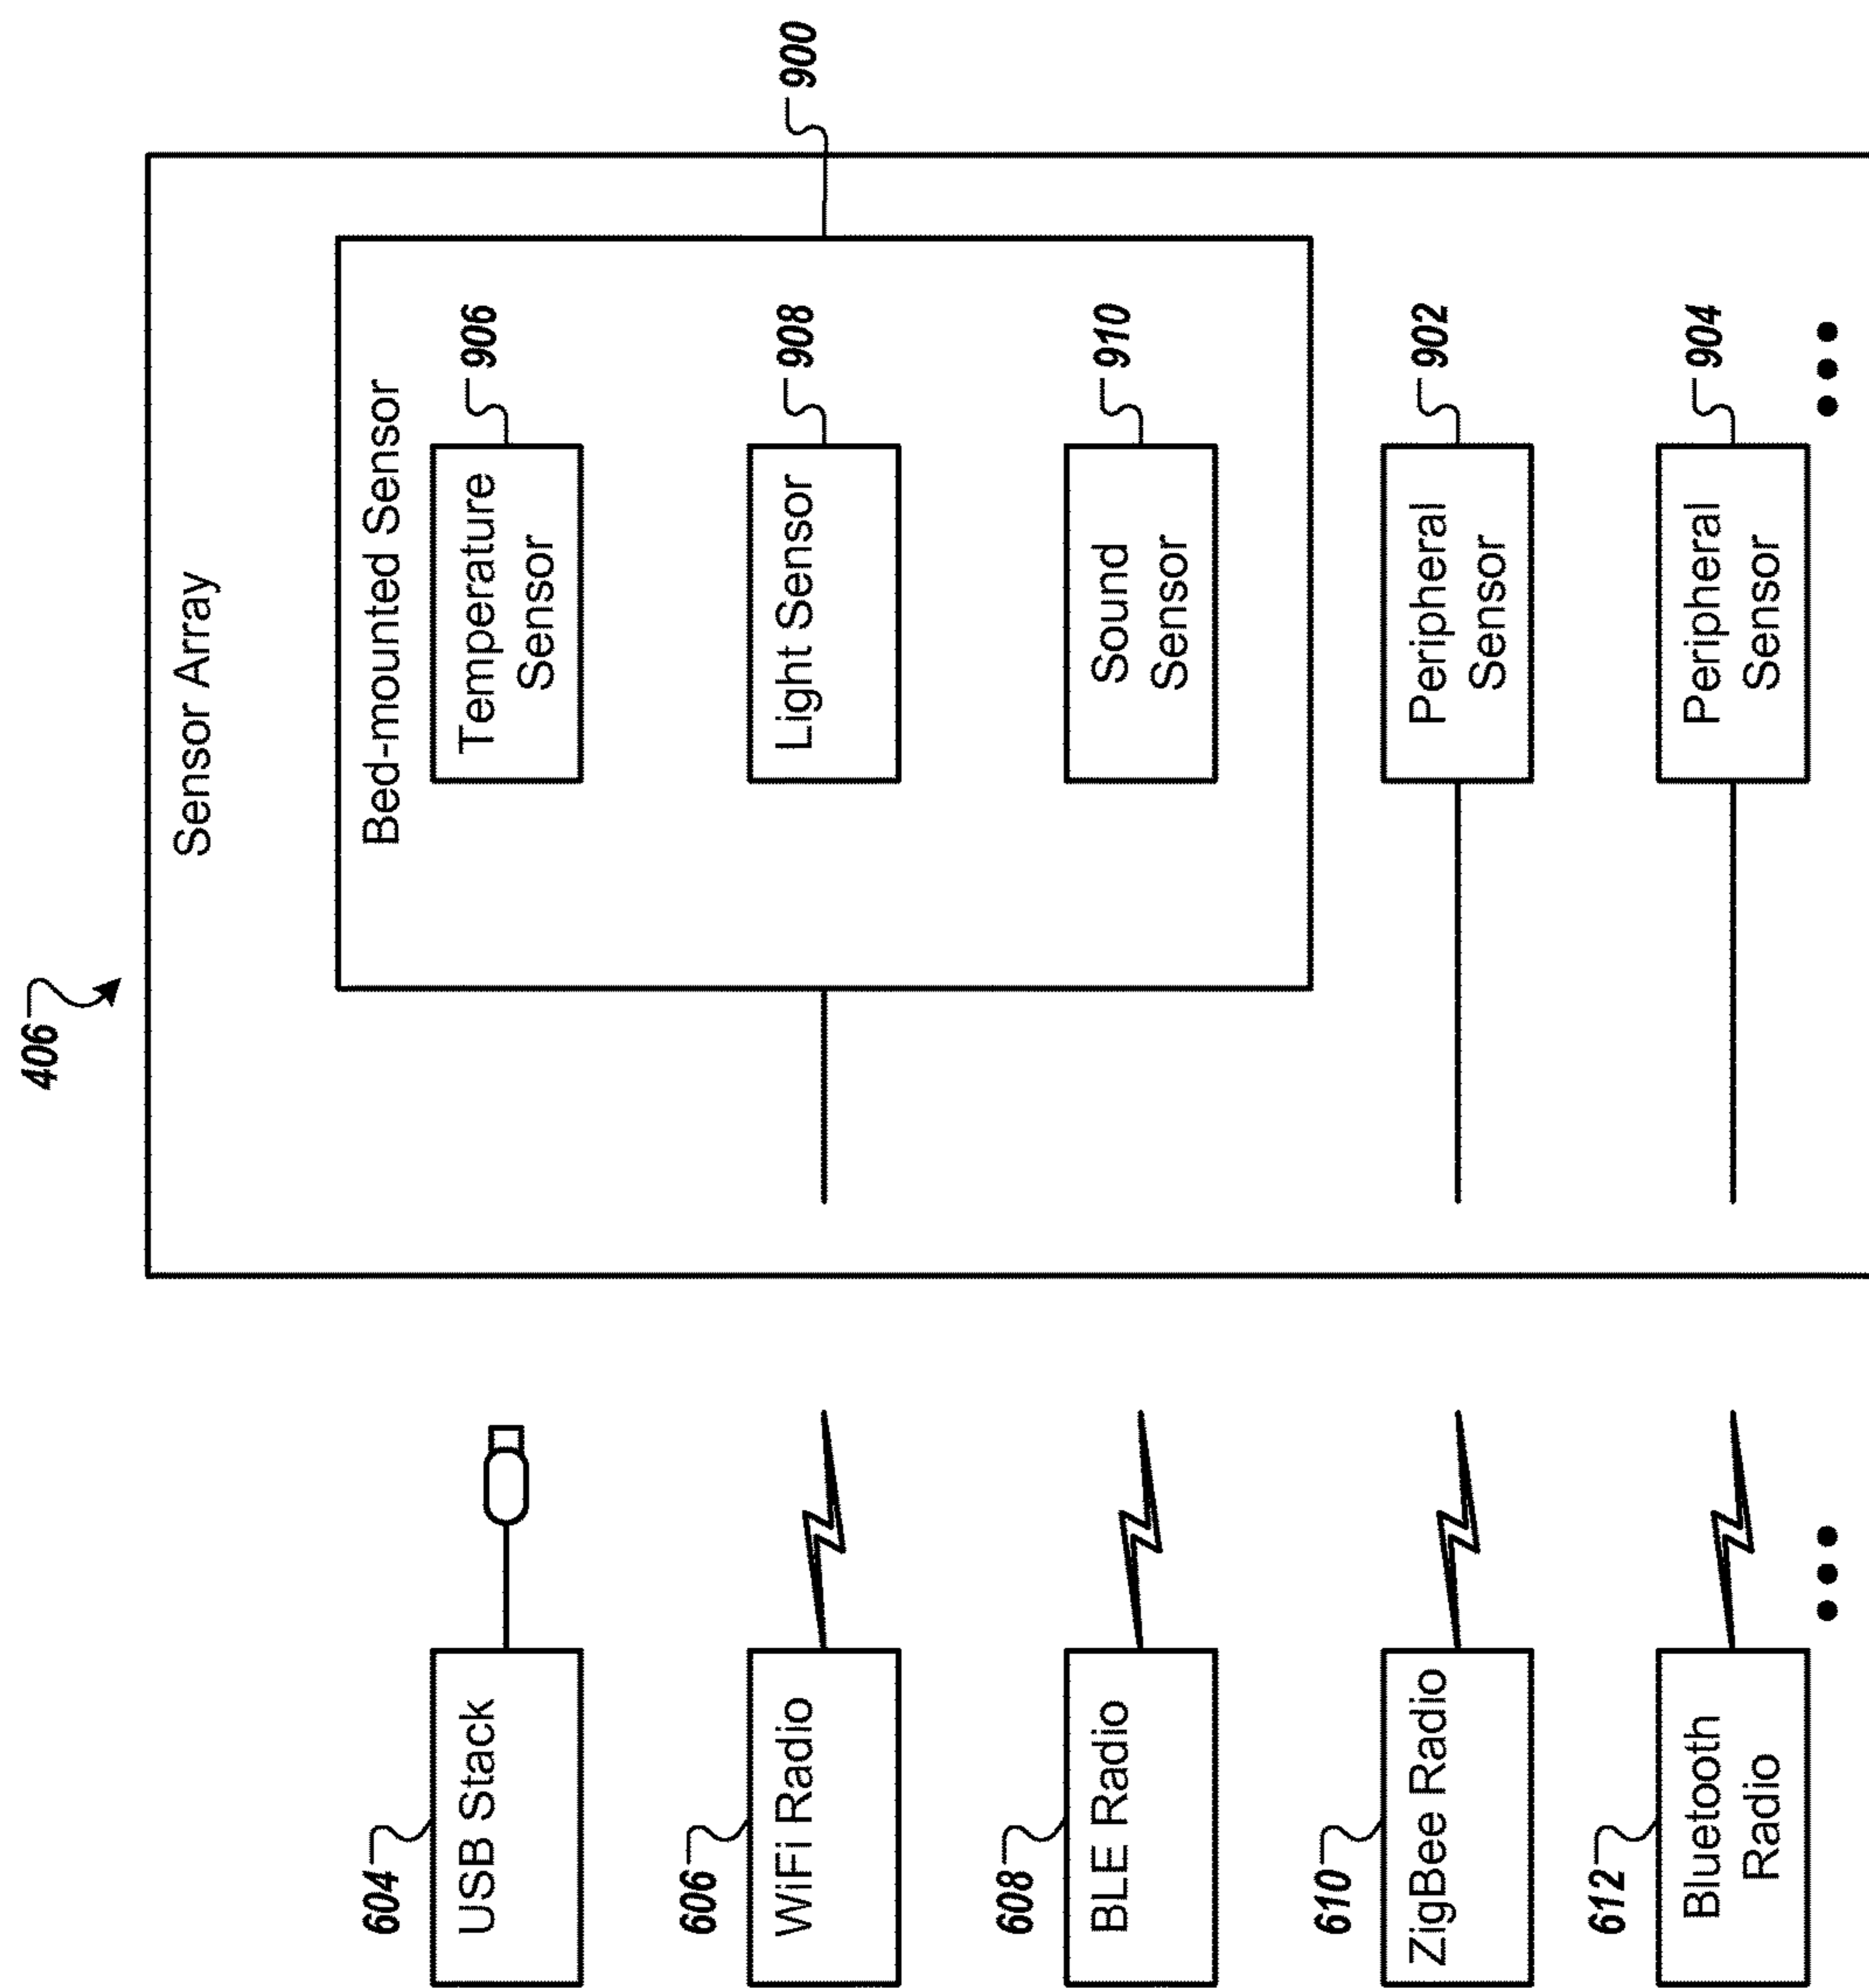 406
Sensor Array
Bed-mounted Sensor
900
604
USB Stack
Temperature
Sensor
906
606
WiFi Radio
Light Sensor
908
608
BLE Radio
Sound
Sensor
910
610
ZigBee Radio
Peripheral
Sensor
902
612
Bluetooth
Radio
Peripheral
Sensor
904